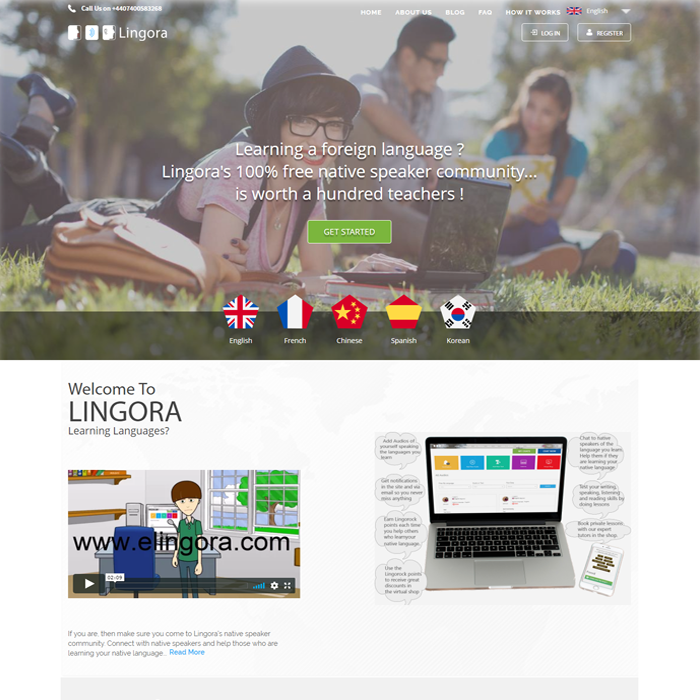 Call Us on +4407400583268
HOME ABOUT US BLOG FAQ HOW IT WORKS English
Lingora
LOG IN REGISTER
Learning a foreign language ?
Lingora's 100% free native speaker community...
is worth a hundred teachers !
GET STARTED
English French Chinese Spanish Korean
Welcome To
LINGORA
Learning Languages?
www.elingora.com
02:09
Add Audios of
yourself speaking
the languages you
learn
Get notifications
in the site and via
email so you never
miss anything
Earn Lingorock
points each time
you help others
who learnyour
native language.
Use the
Lingorock points
to receive great
discounts in
the virtual shop
Chat to Native
speakers of the
language you learn.
Help them if they
are learning your
native language.
Test your writing,
speaking, listening
and reading skills by
doing lessons
Book private lessons
with our expert
tutors in the shop.
If you are, then make sure you come to Lingora's native speaker
community. Connect with native speakers and help those who are
learning your native language... Read More